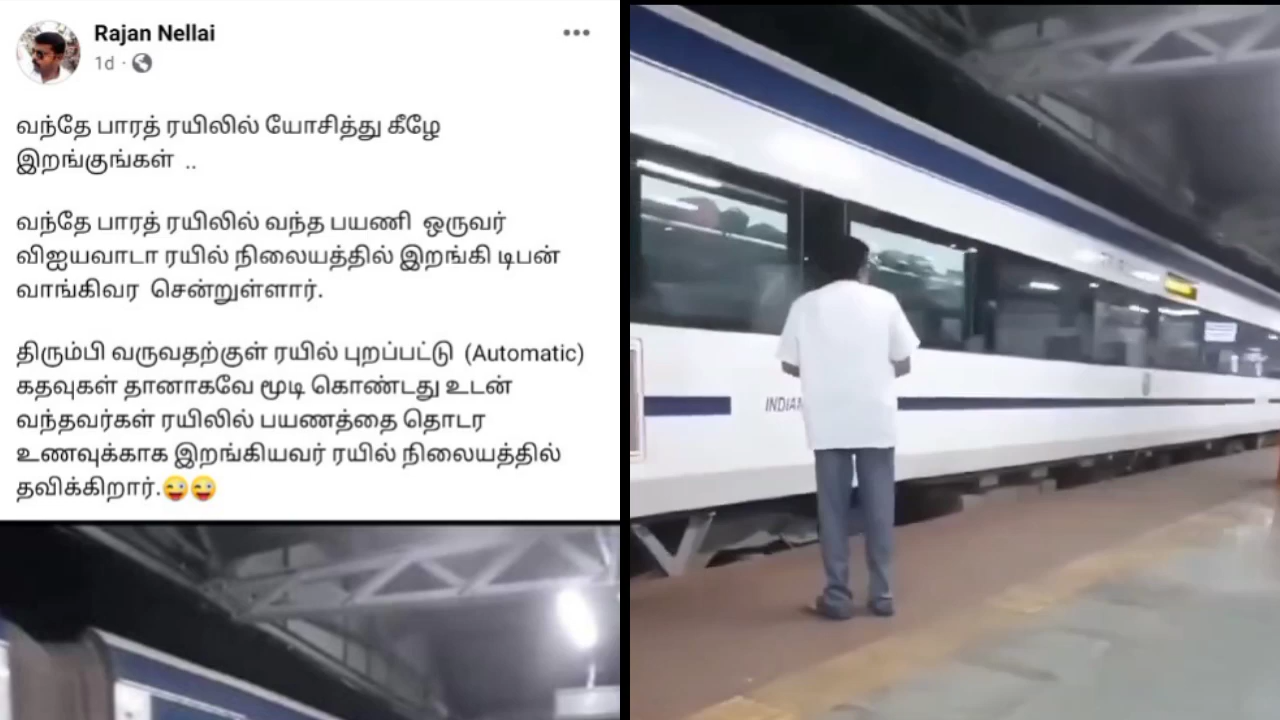 Rajan Nellai
1d
வந்தே பாரத் ரயிலில் யோசித்து கீழே
இறங்குங்கள் ..
வந்தே பாரத் ரயிலில் வந்த பயணி ஒருவர்
விஜயவாடா ரயில் நிலையத்தில் இறங்கி டிபன்
வாங்கிவர சென்றுள்ளார்.
திரும்பி வருவதற்குள் ரயில் புறப்பட்டு (Automatic)
கதவுகள் தானாகவே மூடி கொண்டது உடன்
வந்தவர்கள் ரயிலில் பயணத்தை தொடர
உணவுக்காக இறங்கியவர் ரயில் நிலையத்தில்
தவிக்கிறார்.😜😜
INDIAN